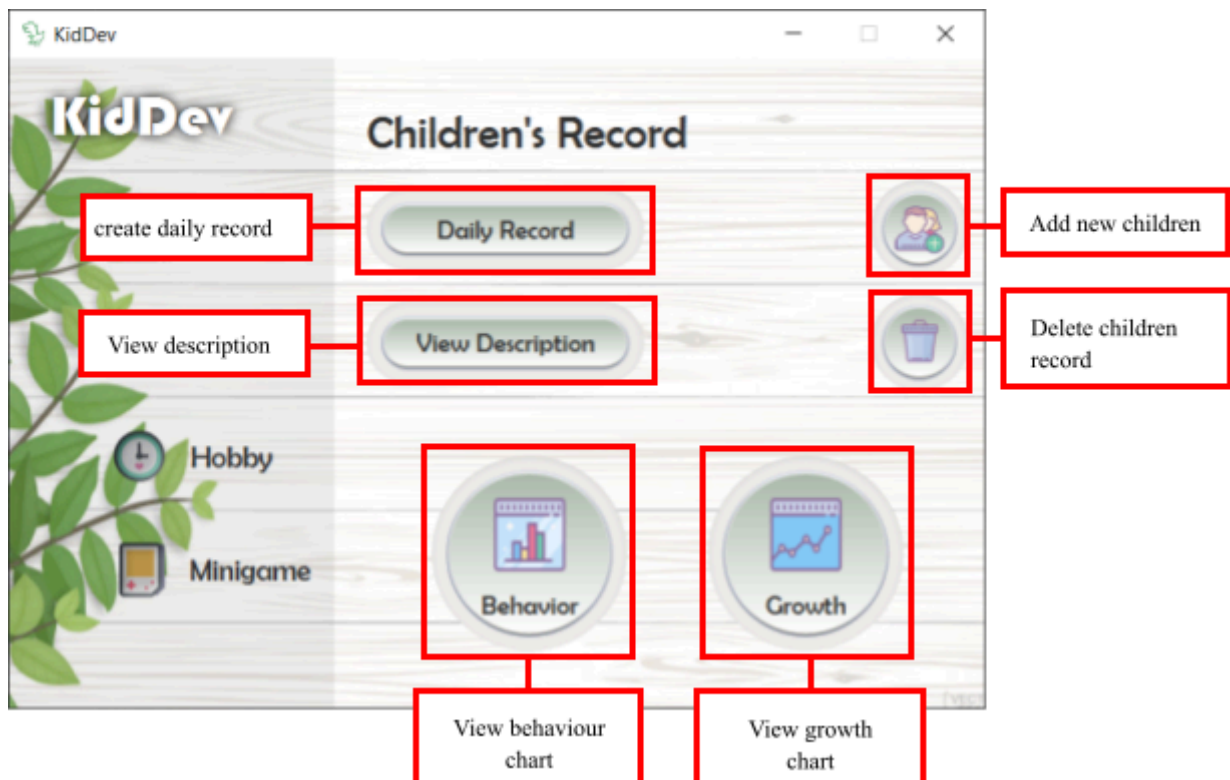 KidDev
KidDev
Children's Record
create daily record
Daily Record
Add new children
View description
View Description
Delete children
record
Hobby
Minigame
Behavior
Growth
View behaviour
chart
View growth
chart